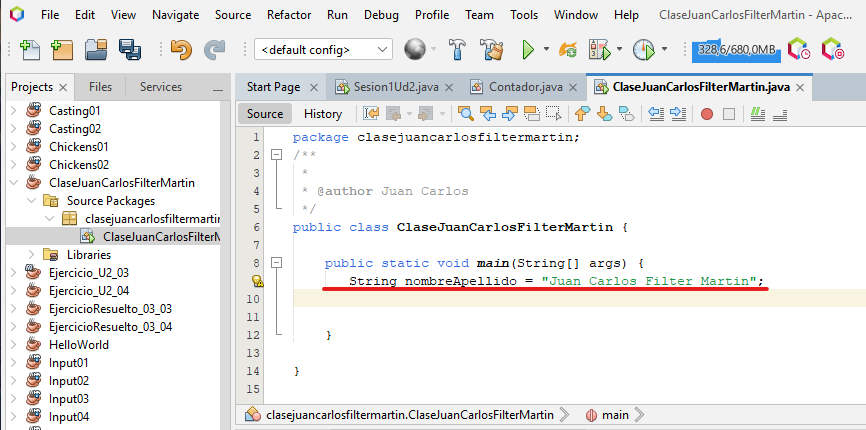 File Edit View Navigate Source Refactor Run Debug Profile Team Tools Window Help ClaseJuanCarlosFilterMartin - Apac...
<default config> 328,6/680,0MB
Projects Files Services
Casting01
Casting02
Chickens01
Chickens02
ClaseJuanCarlosFilterMartin
Source Packages
clasejuancarlosfiltermartin
ClaseJuanCarlosFilterM
Libraries
Ejercicio_U2_03
Ejercicio_U2_04
EjercicioResuelto_03_03
EjercicioResuelto_03_04
HelloWorld
Input01
Input02
Input03
Input04
Start Page Sesion1Ud2.java Contador.java ClaseJuanCarlosFilterMartin.java
Source History
1 package clasejuancarlosfiltermartin;
2 /**
3 *
4 * @author Juan Carlos
5 */
6 public class ClaseJuanCarlosFilterMartin {
7
8 public static void main(String[] args) {
String nombreApellido = "Juan Carlos Filter Martin";
10
11
12 }
13
14 }
15
clasejuancarlosfiltermartin.ClaseJuanCarlosFilterMartin main